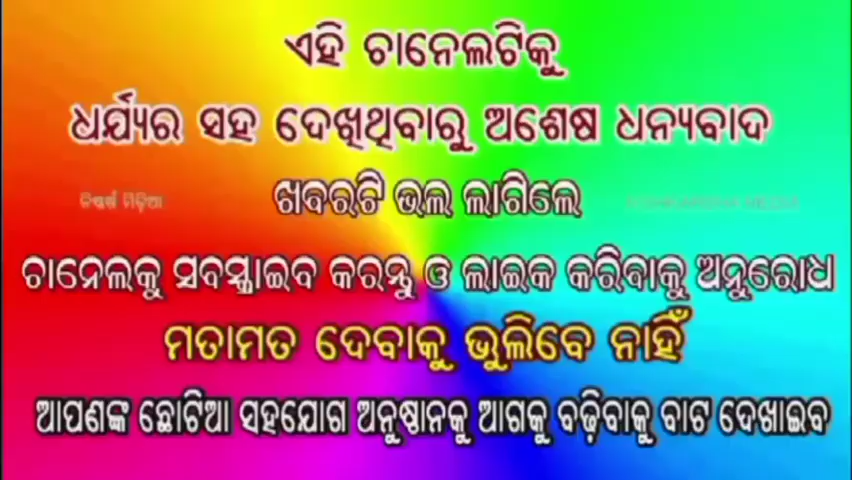 ଏହି ଚାନେଲଟିକୁ
ଧର୍ଯ୍ୟର ସହ ଦେଖିଥିବାରୁ ଅଶେଷ ଧନ୍ୟବାଦ
ଖବରଟି ଭଲ ଲାଗିଲେ
ଚାନେଲକୁ ସବସ୍କ୍ରାଇବ କରନ୍ତୁ ଓ ଲାଇକ କରିବାକୁ ଅନୁରୋଧ
ମତାମତ ଦେବାକୁ ଭୁଲିବେ ନାହିଁ
ଆପଣଙ୍କ ଛୋଟିଆ ସହଯୋଗ ଅନୁଷ୍ଠାନକୁ ଆଗକୁ ବଢ଼ିବାକୁ ବାଟ ଦେଖାଇବ